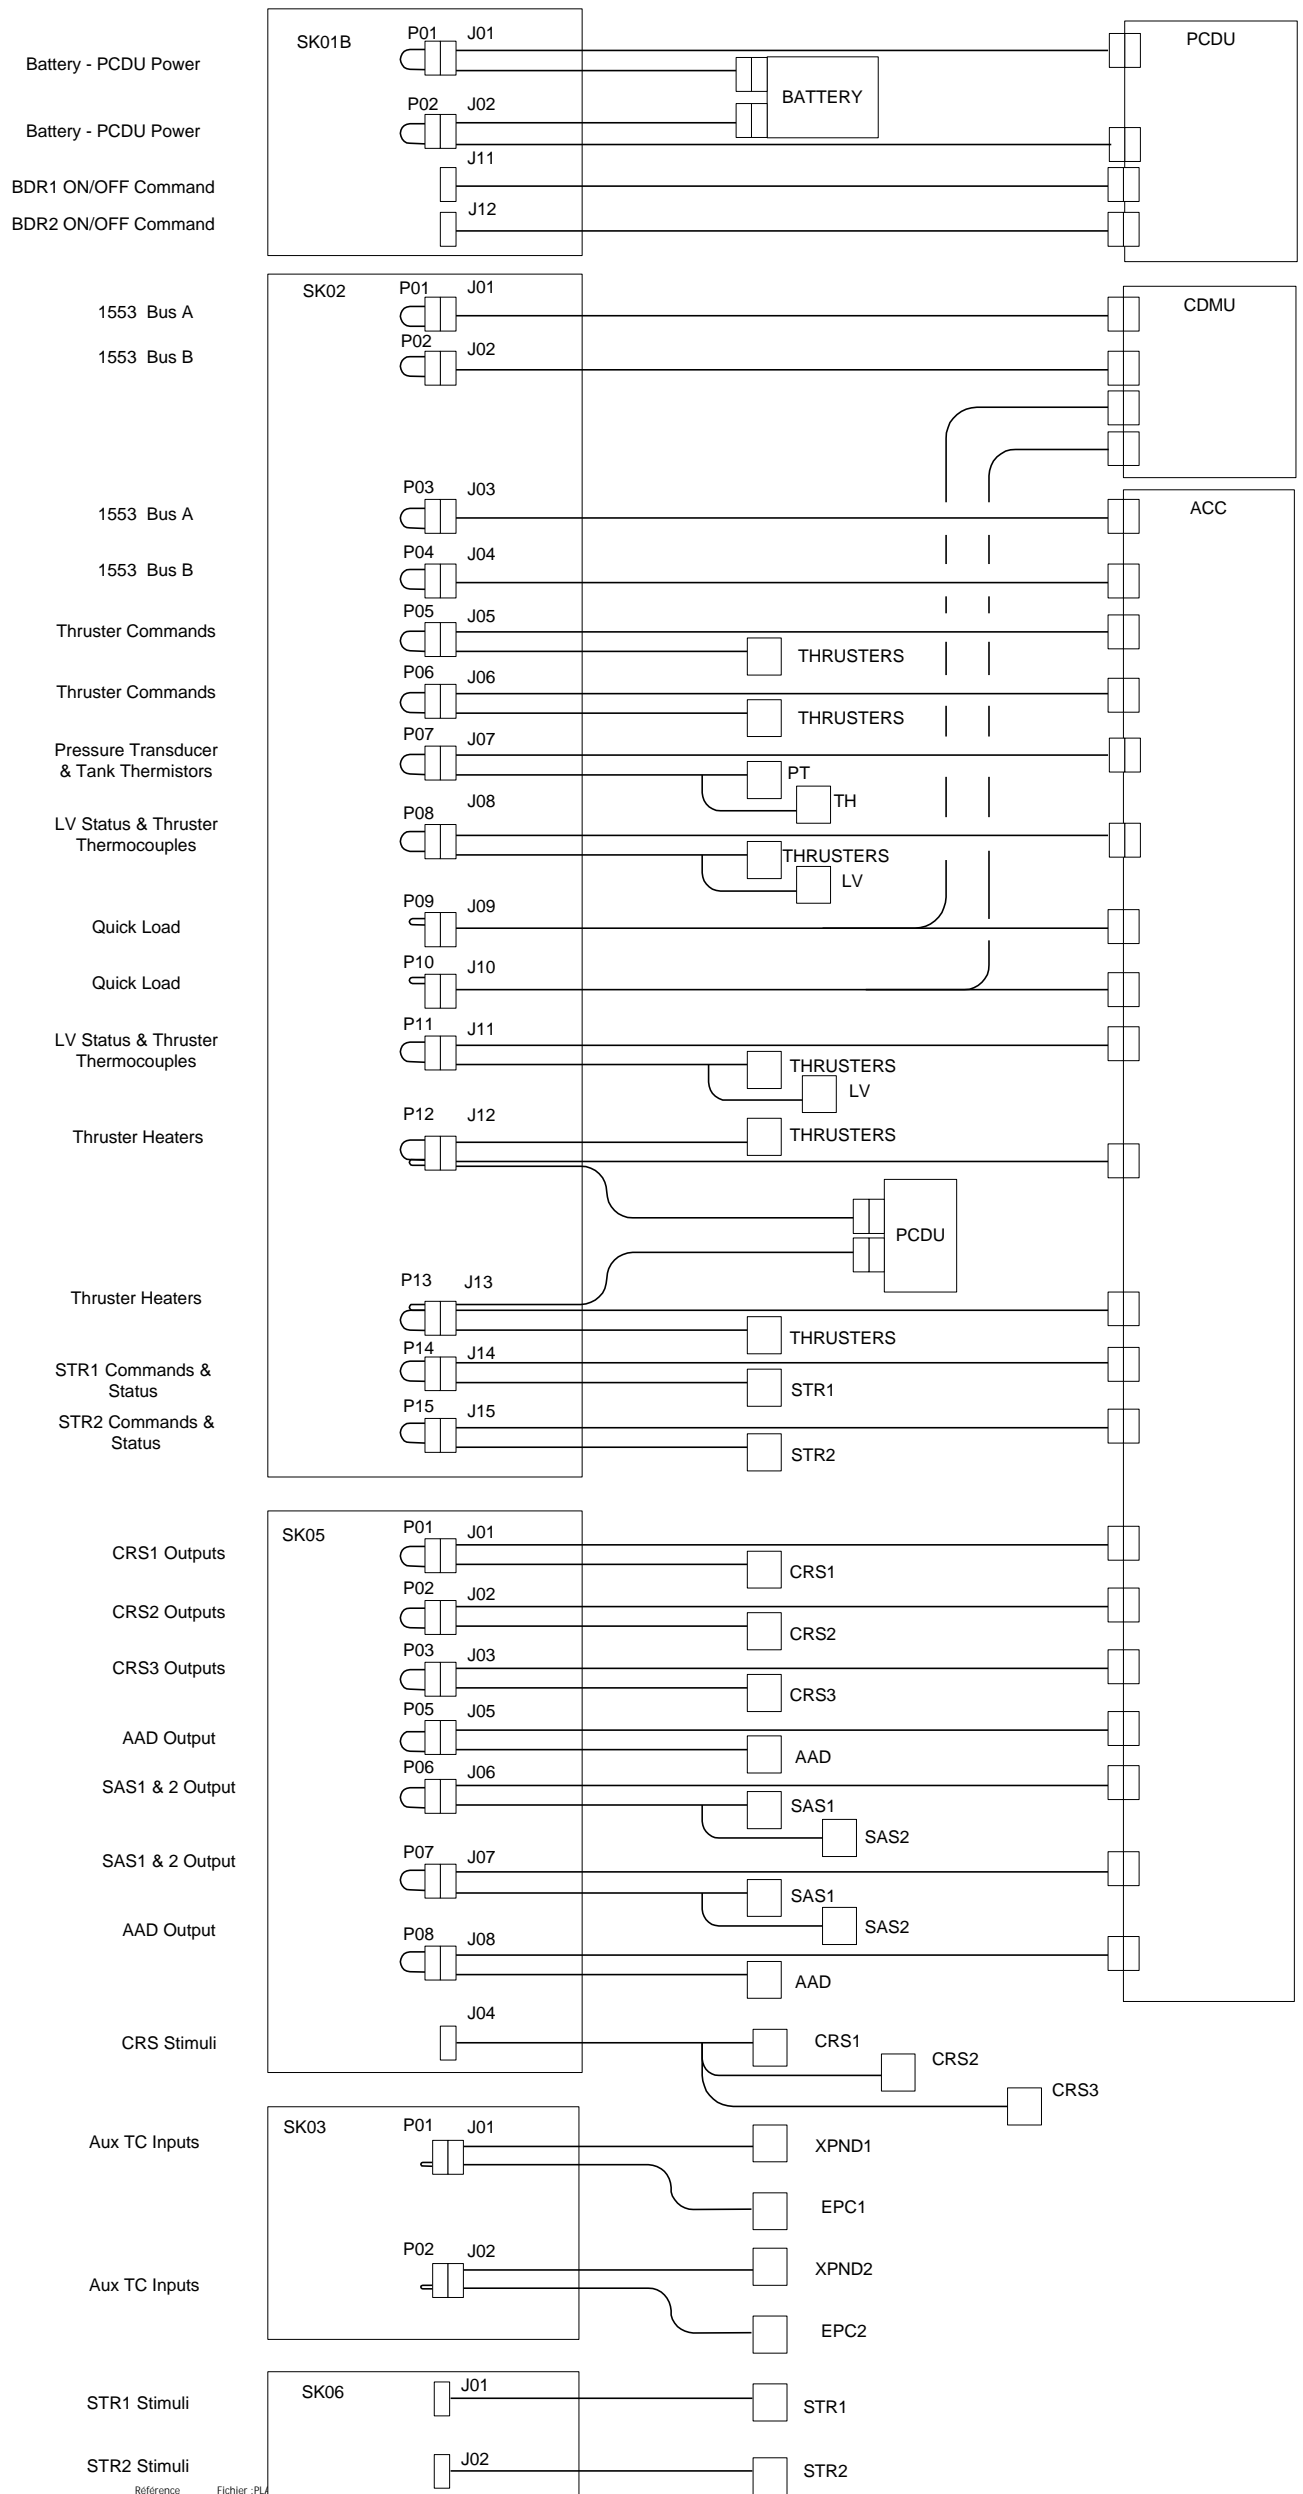 SK01B
P01
J01
PCDU
Battery - PCDU Power
BATTERY
P02
J02
Battery - PCDU Power
J11
BDR1 ON/OFF Command
J12
BDR2 ON/OFF Command
SK02
P01
J01
CDMU
1553 Bus A
P02
J02
1553 Bus B
P03
J03
ACC
1553 Bus A
P04
J04
1553 Bus B
P05
J05
Thruster Commands
THRUSTERS
P06
J06
Thruster Commands
THRUSTERS
P07
J07
Pressure Transducer
& Tank Thermistors
PT
TH
P08
J08
LV Status & Thruster
Thermocouples
THRUSTERS
LV
P09
J09
Quick Load
P10
J10
Quick Load
P11
J11
LV Status & Thruster
Thermocouples
THRUSTERS
LV
P12
J12
Thruster Heaters
THRUSTERS
PCDU
P13
J13
Thruster Heaters
THRUSTERS
P14
J14
STR1 Commands &
Status
STR1
P15
J15
STR2 Commands &
Status
STR2
SK05
P01
J01
CRS1 Outputs
CRS1
P02
J02
CRS2 Outputs
CRS2
P03
J03
CRS3 Outputs
CRS3
P05
J05
AAD Output
AAD
P06
J06
SAS1 & 2 Output
SAS1
SAS2
P07
J07
SAS1 & 2 Output
SAS1
SAS2
P08
J08
AAD Output
AAD
J04
CRS Stimuli
CRS1
CRS2
CRS3
SK03
P01
J01
Aux TC Inputs
XPND1
EPC1
P02
J02
Aux TC Inputs
XPND2
EPC2
SK06
J01
STR1 Stimuli
STR1
J02
STR2 Stimuli
STR2
Référence Fichier :PLA